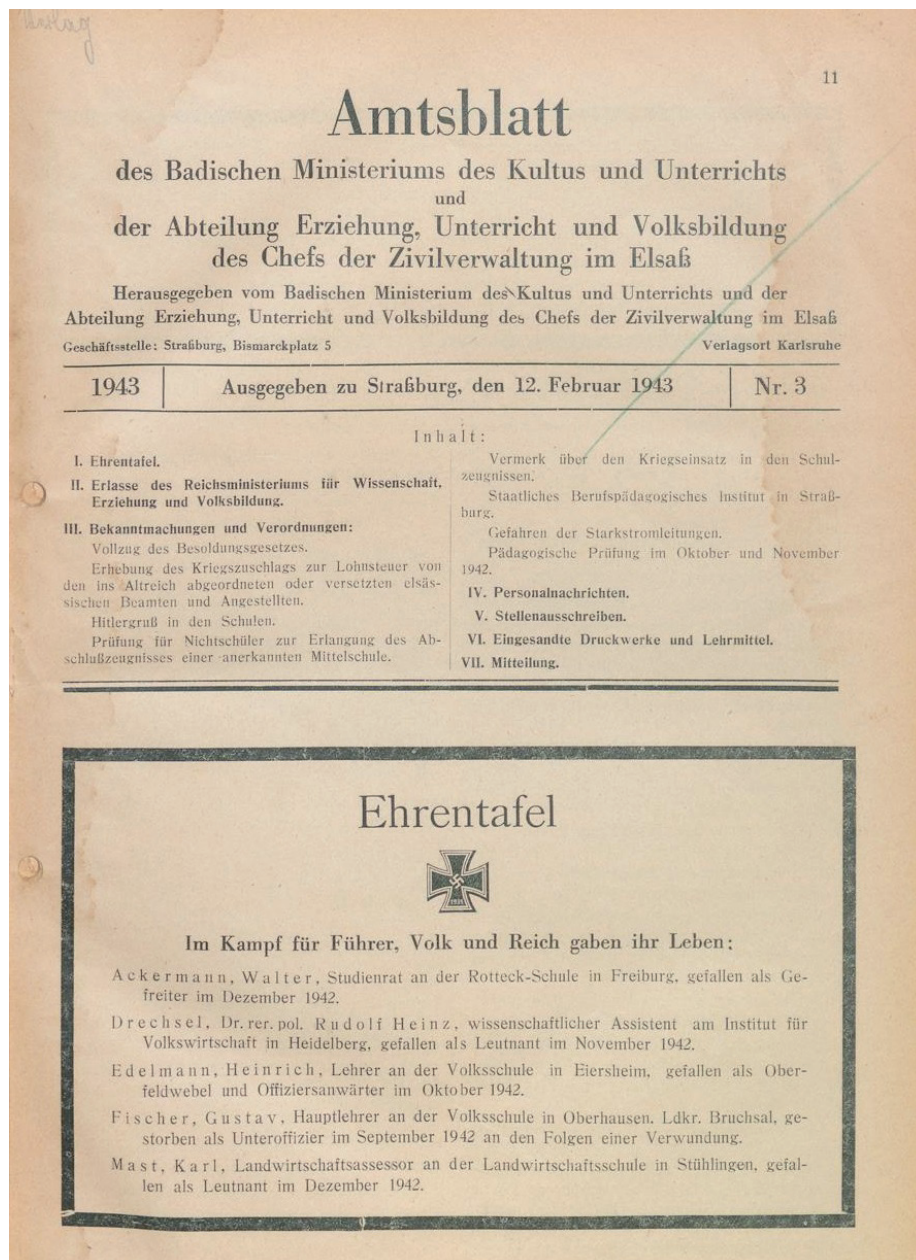 11
Amtsblatt
des Badischen Ministeriums des Kultus und Unterrichts
und
der Abteilung Erziehung, Unterricht und Volksbildung
des Chefs der Zivilverwaltung im Elsaß
Herausgegeben vom Badischen Ministerium des Kultus und Unterrichts und der
Abteilung Erziehung, Unterricht und Volksbildung des Chefs der Zivilverwaltung im Elsaß
Geschäftsstelle: Straßburg, Bismarckplatz 5 Verlagsort Karlsruhe
1943 Ausgegeben zu Straßburg, den 12. Februar 1943 Nr. 3
Inhalt:
I. Ehrentafel.
II. Erlasse des Reichsministeriums für Wissenschaft,
Erziehung und Volksbildung.
III. Bekanntmachungen und Verordnungen:
Vollzug des Besoldungsgesetzes.
Erhebung des Kriegszuschlags zur Lohnsteuer von
den ins Altreich abgeordneten oder versetzten elsäs-
sischen Beamten und Angestellten.
Hitlergruß in den Schulen.
Prüfung für Nichtschüler zur Erlangung des Ab-
schlußzeugnisses einer anerkannten Mittelschule.
Vermerk über den Kriegseinsatz in den Schul-
zeugnissen.
Staatliches Berufspädagogisches Institut in Straß-
burg.
Gefahren der Starkstromleitungen.
Pädagogische Prüfung im Oktober und November
1942.
IV. Personalnachrichten.
V. Stellenausschreiben.
VI. Eingesandte Druckwerke und Lehrmittel.
VII. Mitteilung.
Ehrentafel
Im Kampf für Führer, Volk und Reich gaben ihr Leben:
Ackermann, Walter, Studienrat an der Rotteck-Schule in Freiburg, gefallen als Ge-
freiter im Dezember 1942.
Drechsel, Dr. rer. pol. Rudolf Heinz, wissenschaftlicher Assistent am Institut für
Volkswirtschaft in Heidelberg, gefallen als Leutnant im November 1942.
Edelmann, Heinrich, Lehrer an der Volksschule in Eiersheim, gefallen als Ober-
feldwebel und Offiziersanwärter im Oktober 1942.
Fischer, Gustav, Hauptlehrer an der Volksschule in Oberhausen, Ldkr. Bruchsal, ge-
storben als Unteroffizier im September 1942 an den Folgen einer Verwundung.
Mast, Karl, Landwirtschaftsassessor an der Landwirtschaftsschule in Stühlingen, gefal-
len als Leutnant im Dezember 1942.